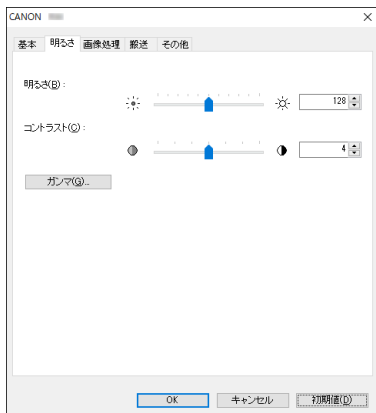 CANON
基本 明るさ 画像処理 搬送 その他
明るさ(B):
128
コントラスト(C):
4
ガンマ(G)...
OK キャンセル 初期値(D)